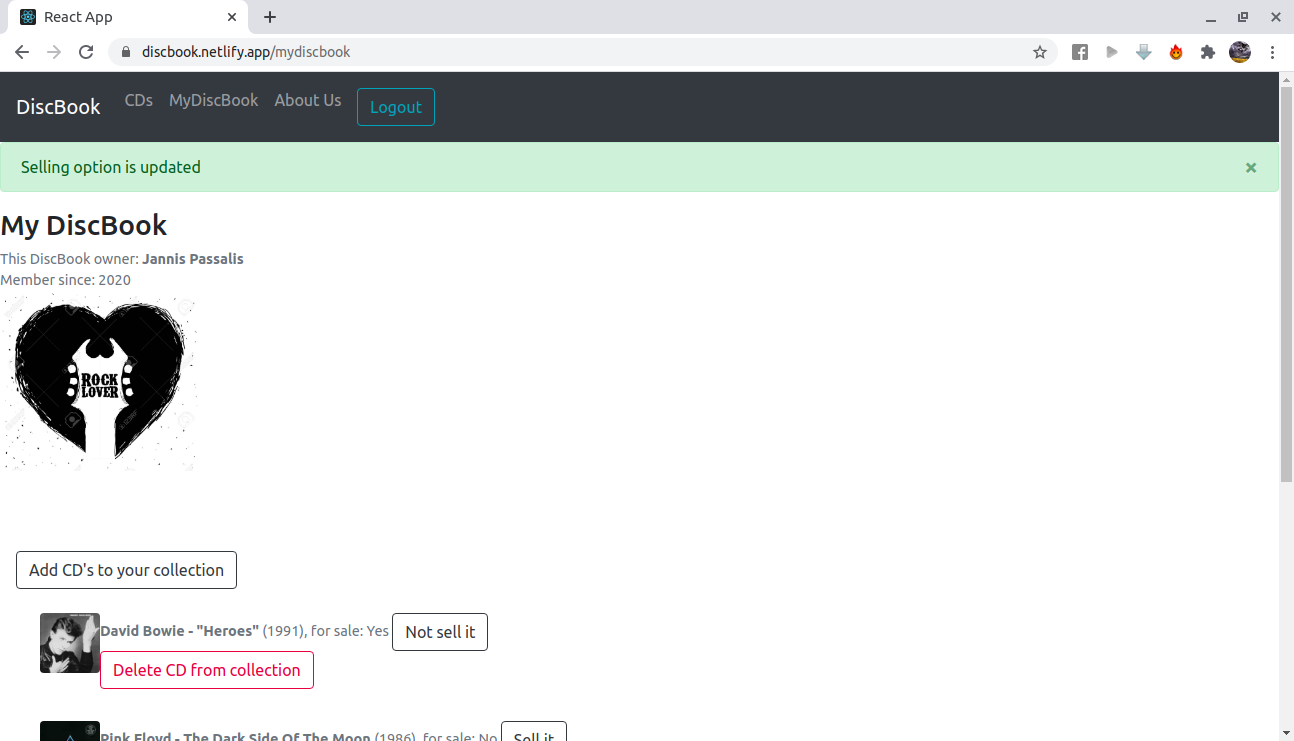 React App
discbook.netlify.app/mydiscbook
DiscBook CDs MyDiscBook About Us Logout
Selling option is updated ×
My DiscBook
This DiscBook owner: Jannis Passalis
Member since: 2020
ROCK
LOVER
Add CD's to your collection
David Bowie - "Heroes" (1991), for sale: Yes Not sell it
Delete CD from collection
Pink Floyd - The Dark Side Of The Moon (1986), for sale: No Sell it